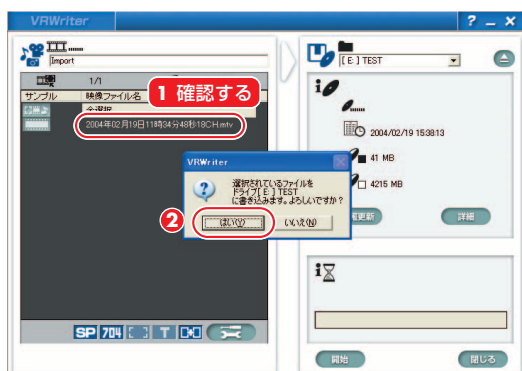 VRWriter
? _ ×
Import
1/1
サンプル 映像ファイル名
1 確認する
全選択
2004年02月19日11時34分48秒18CH.mtv
VRWriter
選択されているファイルを
ドライブ[ E: ] TEST
に書き込みます。よろしいですか？
2
はい(Y) いいえ(N)
SP 704 T
[ E: ] TEST
2004/02/19 15:38:13
41 MB
4215 MB
更新 詳細
開始 閉じる